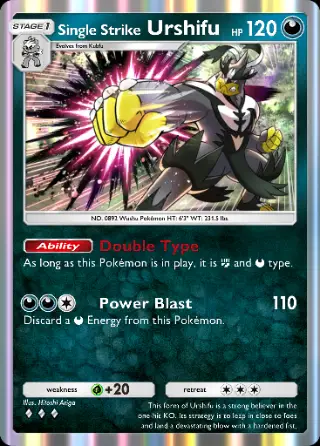 STAGE 1
Single Strike Urshifu HP 120
Evolves from Kubfu
NO. 0892 Wushu Pokémon HT: 6'3" WT: 231.5 lbs
Ability Double Type
As long as this Pokémon is in play, it is and type.
Power Blast 110
Discard a Energy from this Pokémon.
weakness +20 retreat
Illus. Hitoshi Ariga
This form of Urshifu is a strong believer in the
one-hit KO. Its strategy is to leap in close to foes
and land a devastating blow with a hardened fist.